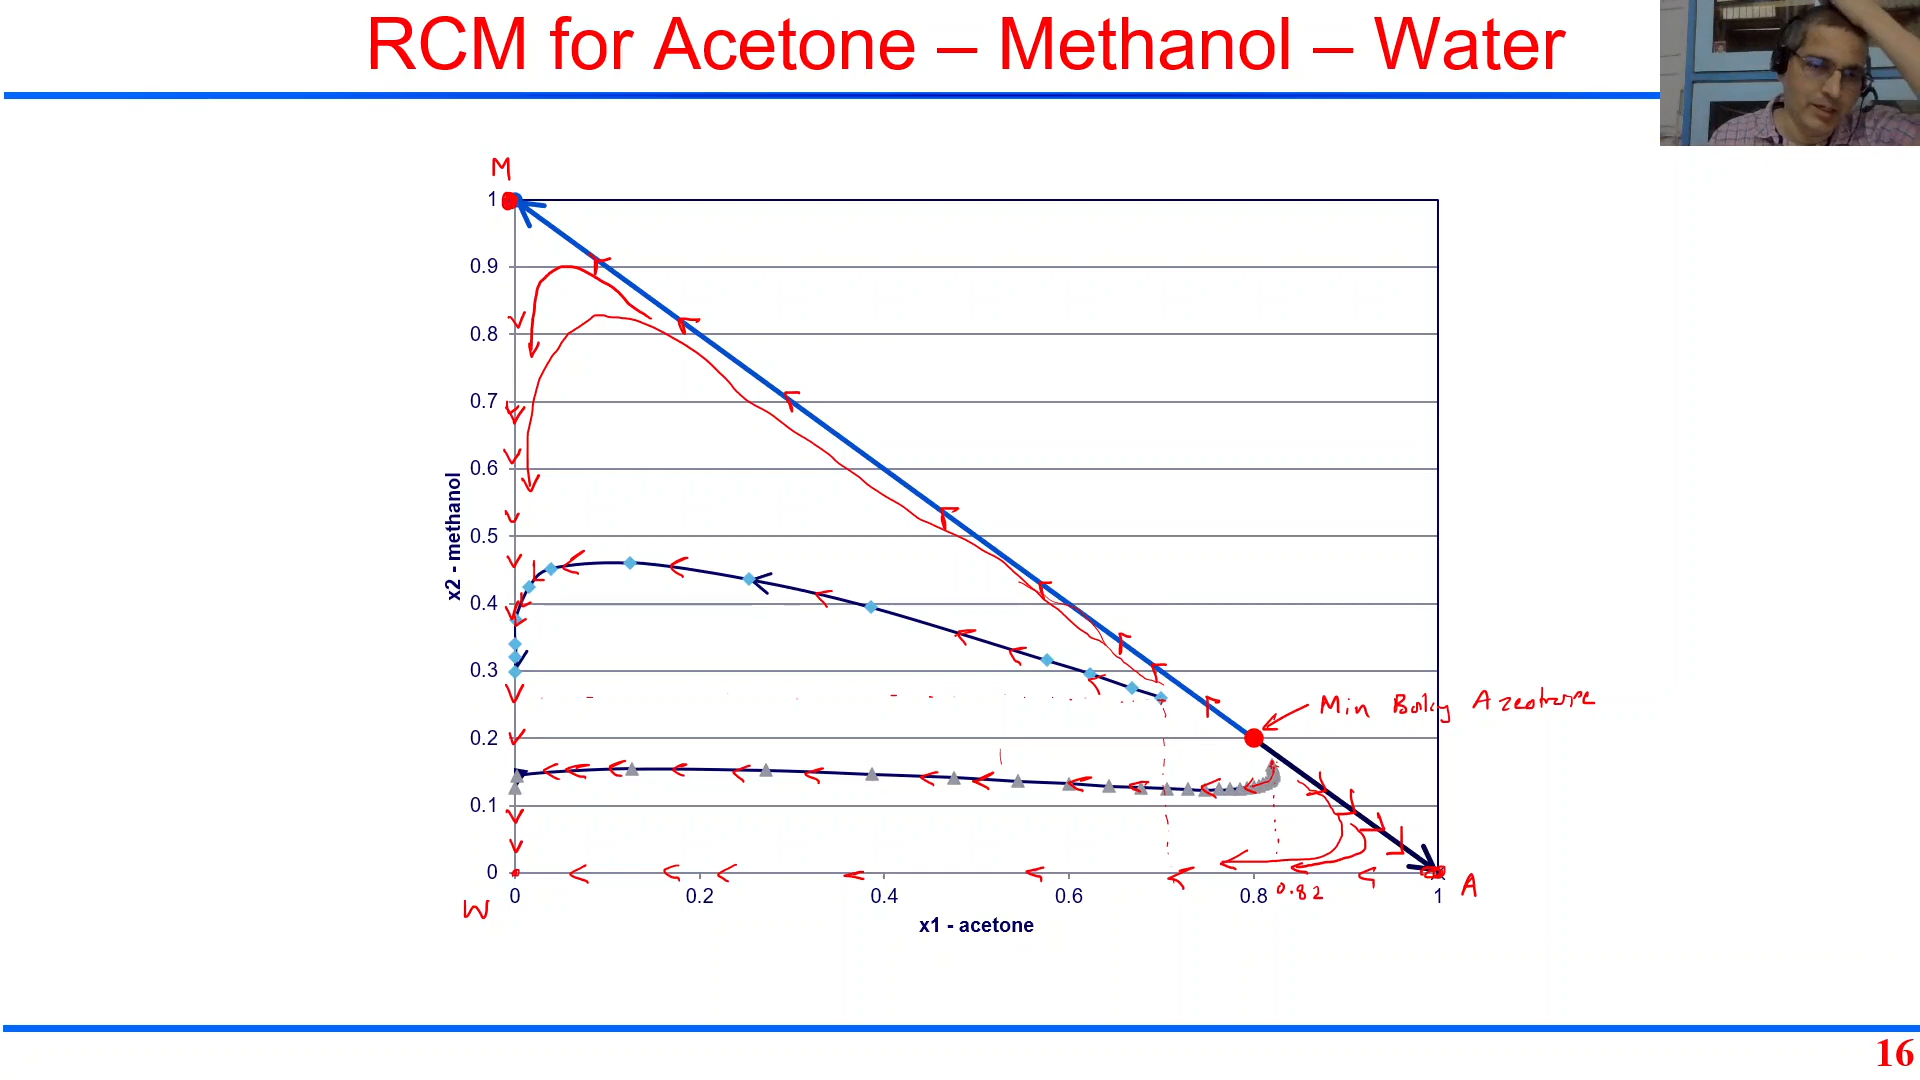 RCM for Acetone – Methanol – Water
M
1
0.9
0.8
0.7
0.6
0.5
0.4
0.3
0.2
0.1
0
x2 - methanol
Min Boling Azeotrope
W
0
0.2
0.4
0.6
0.8
0.82
1
A
x1 - acetone
16